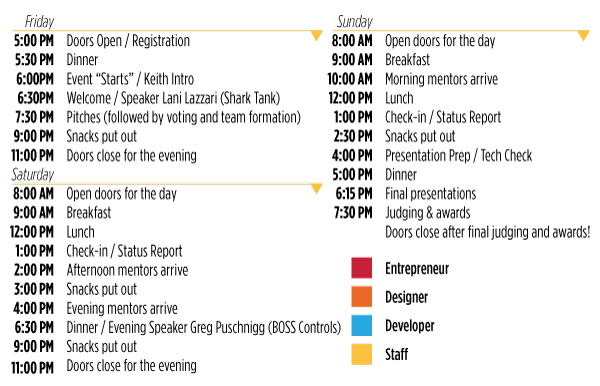 Friday
5:00 PM Doors Open / Registration
5:30 PM Dinner
6:00PM Event “Starts” / Keith Intro
6:30PM Welcome / Speaker Lani Lazzari (Shark Tank)
7:30 PM Pitches (followed by voting and team formation)
9:00 PM Snacks put out
11:00 PM Doors close for the evening
Saturday
8:00 AM Open doors for the day
9:00 AM Breakfast
12:00 PM Lunch
1:00 PM Check-in / Status Report
2:00 PM Afternoon mentors arrive
3:00 PM Snacks put out
4:00 PM Evening mentors arrive
6:30 PM Dinner / Evening Speaker Greg Puschnigg (BOSS Controls)
9:00 PM Snacks put out
11:00 PM Doors close for the evening
Sunday
8:00 AM Open doors for the day
9:00 AM Breakfast
10:00 AM Morning mentors arrive
12:00 PM Lunch
1:00 PM Check-in / Status Report
2:30 PM Snacks put out
4:00 PM Presentation Prep / Tech Check
5:00 PM Dinner
6:15 PM Final presentations
7:30 PM Judging & awards
Doors close after final judging and awards!
Entrepreneur
Designer
Developer
Staff